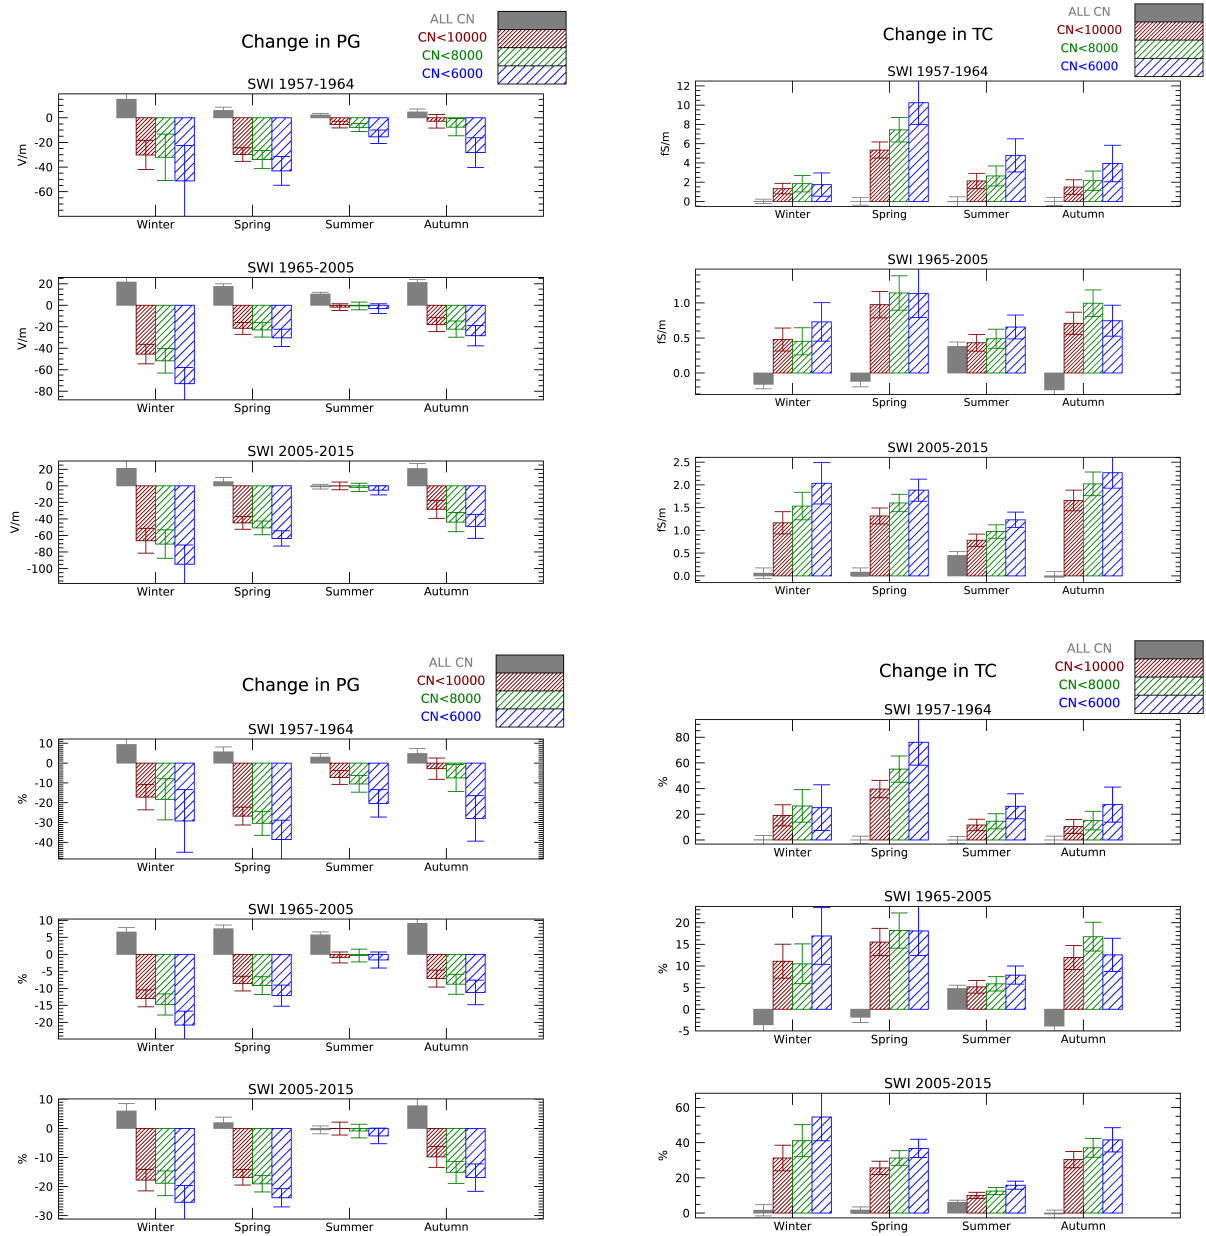 Change in PG
ALL CN
CN<10000
CN<8000
CN<6000
SWI 1957-1964
V/m
0
-20
-40
-60
Winter Spring Summer Autumn
SWI 1965-2005
V/m
20
0
-20
-40
-60
-80
Winter Spring Summer Autumn
SWI 2005-2015
V/m
20
0
-20
-40
-60
-80
-100
Winter Spring Summer Autumn
Change in TC
ALL CN
CN<10000
CN<8000
CN<6000
SWI 1957-1964
fS/m
12
10
8
6
4
2
0
Winter Spring Summer Autumn
SWI 1965-2005
fS/m
1.0
0.5
0.0
Winter Spring Summer Autumn
SWI 2005-2015
fS/m
2.5
2.0
1.5
1.0
0.5
0.0
Winter Spring Summer Autumn
Change in PG
ALL CN
CN<10000
CN<8000
CN<6000
SWI 1957-1964
%
10
0
-10
-20
-30
-40
Winter Spring Summer Autumn
SWI 1965-2005
%
10
5
0
-5
-10
-15
-20
Winter Spring Summer Autumn
SWI 2005-2015
%
10
0
-10
-20
-30
Winter Spring Summer Autumn
Change in TC
ALL CN
CN<10000
CN<8000
CN<6000
SWI 1957-1964
%
80
60
40
20
0
Winter Spring Summer Autumn
SWI 1965-2005
%
20
15
10
5
0
-5
Winter Spring Summer Autumn
SWI 2005-2015
%
60
40
20
0
Winter Spring Summer Autumn